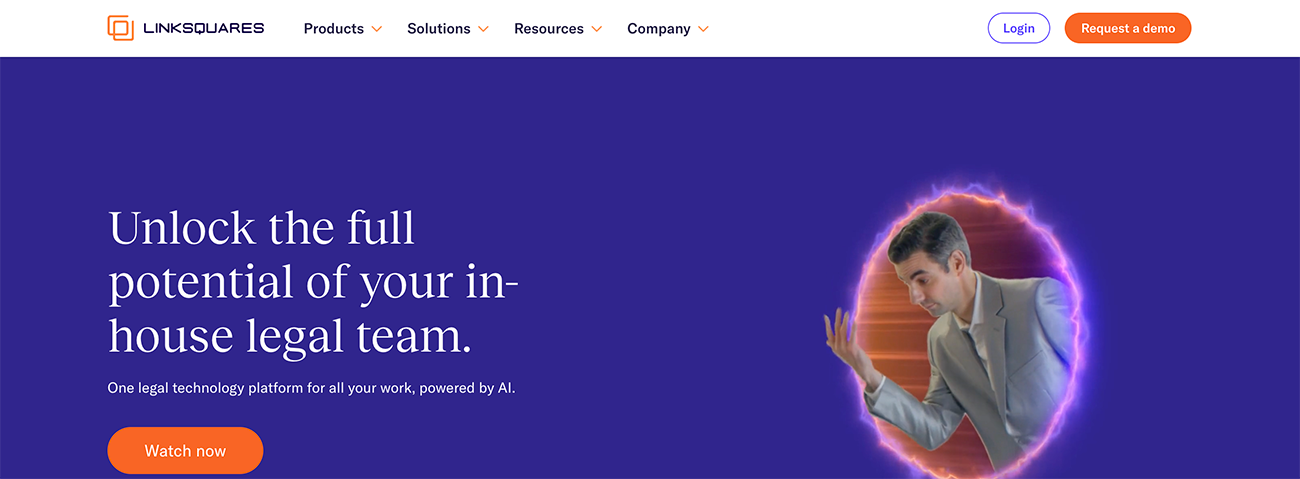 LINKSQUARES
Products
Solutions
Resources
Company
Login
Request a demo
Unlock the full
potential of your in-
house legal team.
One legal technology platform for all your work, powered by AI.
Watch now